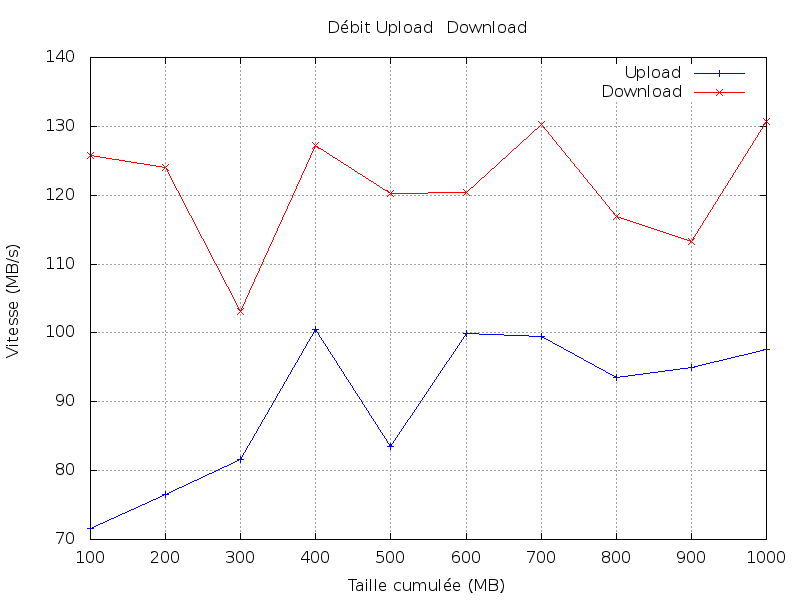 Débit Upload  Download
140
Upload
Download
130
120
110
100
90
80
70
Vitesse (MB/s)
100 200 300 400 500 600 700 800 900 1000
Taille cumulée (MB)